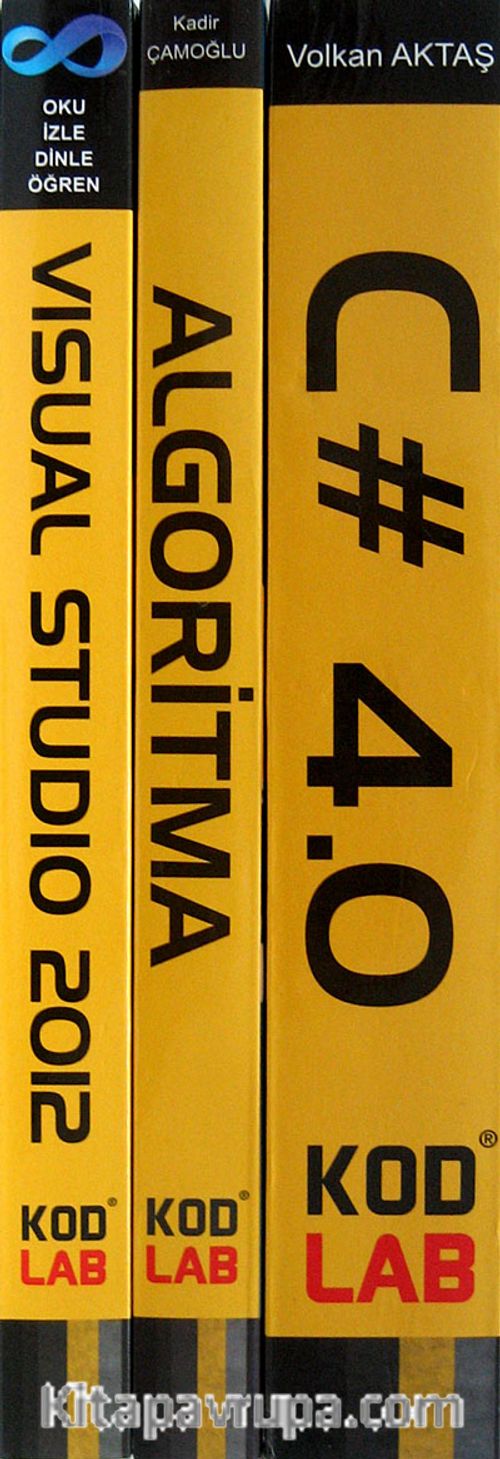 OKU
İZLE
DİNLE
ÖĞREN
VISUAL STUDIO 2012
KOD®
LAB
Kadir
ÇAMOĞLU
ALGORİTMA
KOD®
LAB
Volkan AKTAŞ
C# 4.0
KOD®
LAB
Kitapavrupa.com